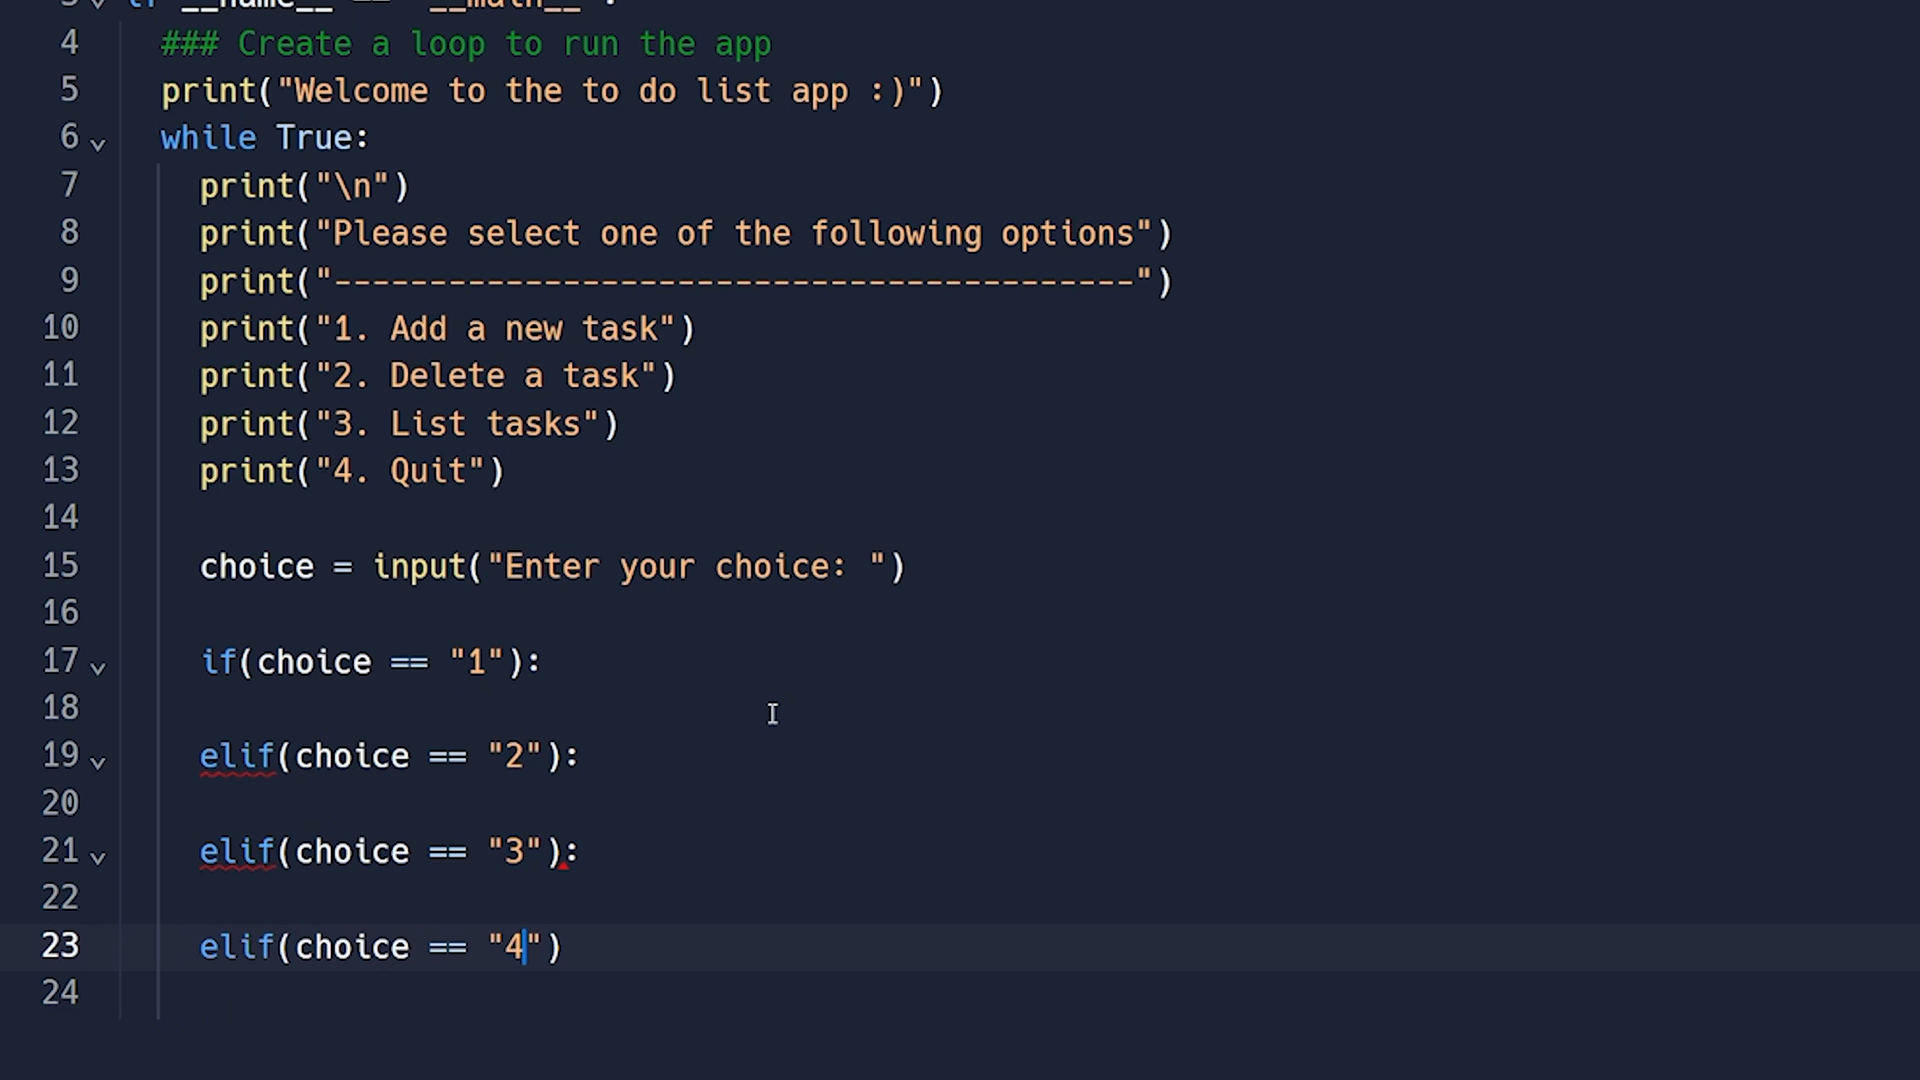 4 ### Create a loop to run the app
5 print("Welcome to the to do list app :)")
6 while True:
7 print("\n")
8 print("Please select one of the following options")
9 print("------------------------------------------")
10 print("1. Add a new task")
11 print("2. Delete a task")
12 print("3. List tasks")
13 print("4. Quit")
14
15 choice = input("Enter your choice: ")
16
17 if(choice == "1"):
18
19 elif(choice == "2"):
20
21 elif(choice == "3"):
22
23 elif(choice == "4")
24